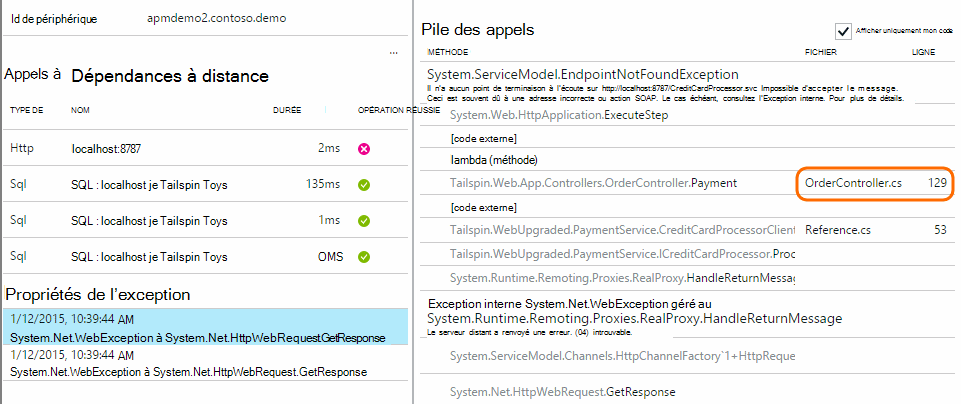 Id de périphérique apmdemo2.contoso.demo
...
Appels à Dépendances à distance
TYPE DE NOM DURÉE OPÉRATION RÉUSSIE
Http localhost:8787 2ms
Sql SQL : localhost je Tailspin Toys 135ms
Sql SQL : localhost je Tailspin Toys 1ms
Sql SQL : localhost je Tailspin Toys OMS
Propriétés de l'exception
1/12/2015, 10:39:44 AM
System.Net.WebException à System.Net.HttpWebRequest.GetResponse
1/12/2015, 10:39:44 AM
System.Net.WebException à System.Net.HttpWebRequest.GetResponse
Pile des appels
Afficher uniquement mon code
MÉTHODE FICHIER LIGNE
System.ServiceModel.EndpointNotFoundException
Il n'a aucun point de terminaison à l'écoute sur http://localhost:8787/CreditCardProcessor.svc Impossible d'accepter le message.
Ceci est souvent dû à une adresse incorrecte ou action SOAP. Le cas échéant, consultez l'Exception interne. Pour plus de détails.
System.Web.HttpApplication.ExecuteStep
[code externe]
lambda (méthode)
Tailspin.Web.App.Controllers.OrderController.Payment OrderController.cs 129
[code externe]
Tailspin.WebUpgraded.PaymentService.CreditCardProcessorClient Reference.cs 53
Tailspin.WebUpgraded.PaymentService.ICreditCardProcessor.Proc
System.Runtime.Remoting.Proxies.RealProxy.HandleReturnMessag
Exception interne System.Net.WebException géré au
System.Runtime.Remoting.Proxies.RealProxy.HandleReturnMessage
Le serveur distant a renvoyé une erreur. (04) introuvable.
System.ServiceModel.Channels.HttpChannelFactory`1+HttpReque
System.Net.HttpWebRequest.GetResponse